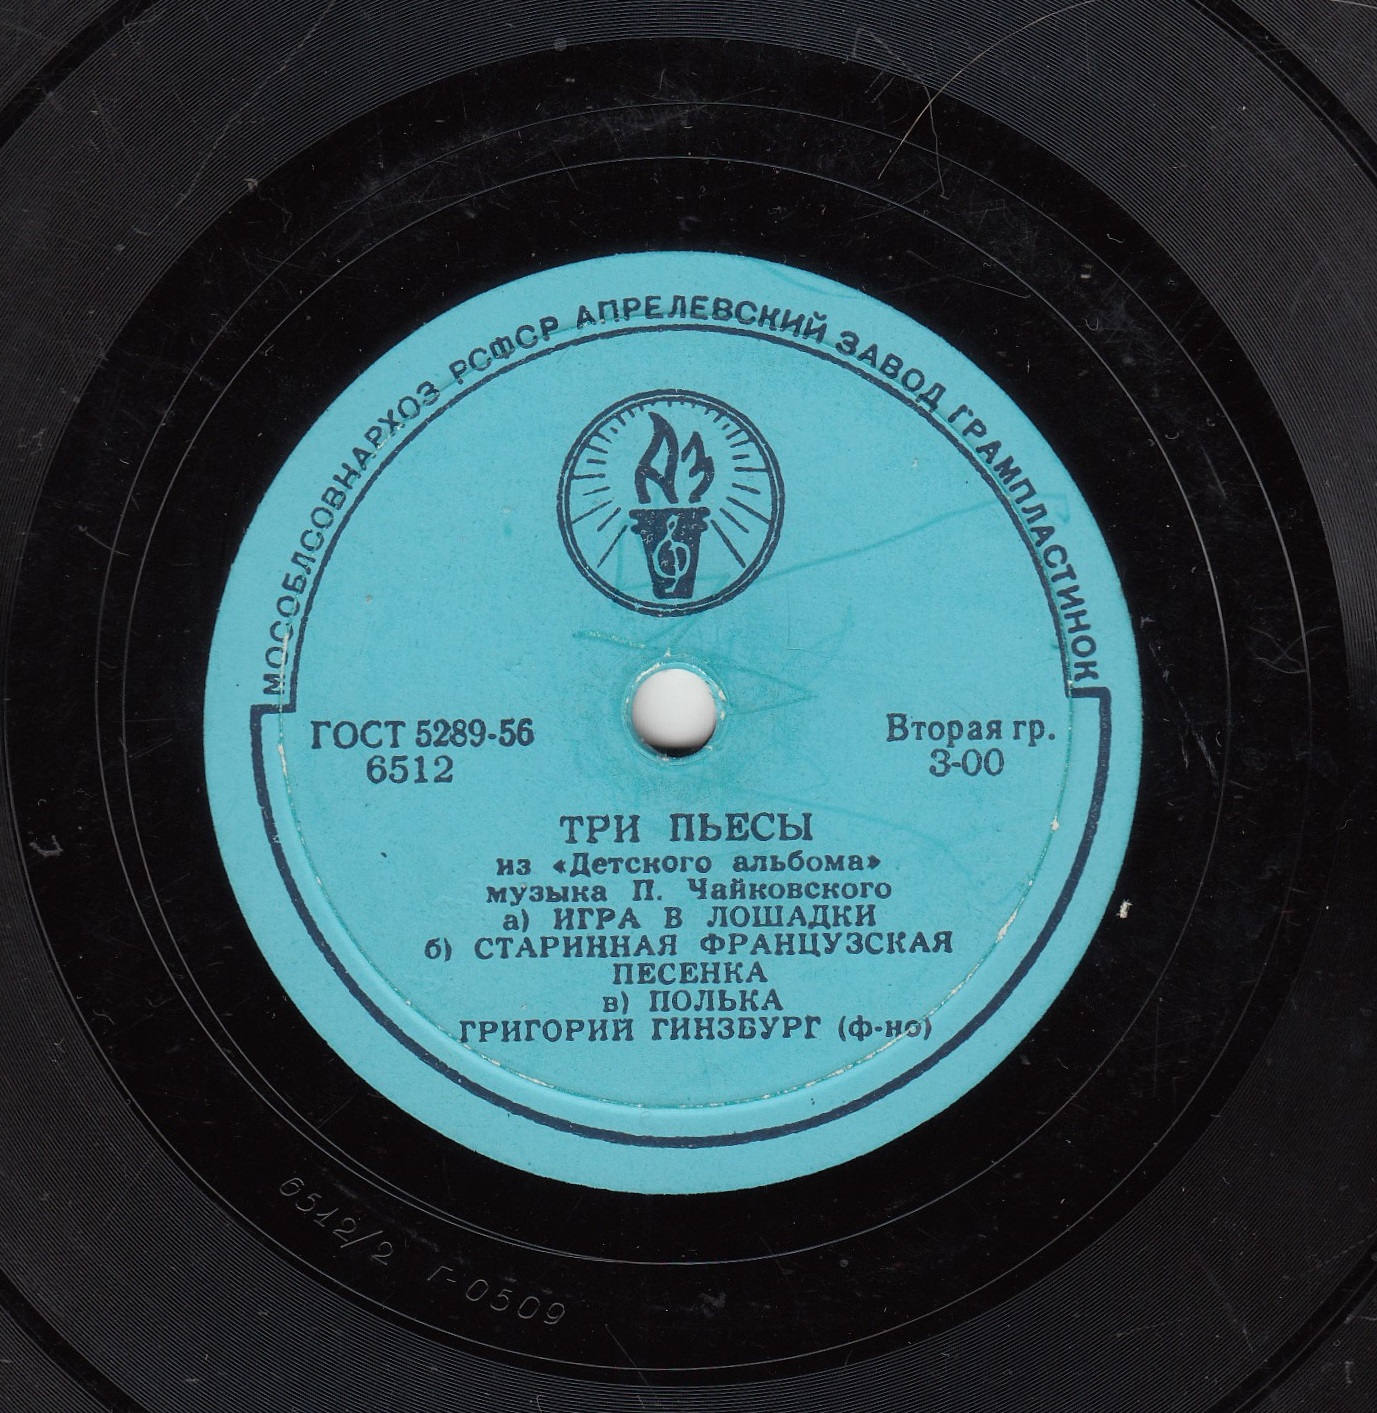 МОСОБЛСОВНАРХОЗ РСФСР АПРЕЛЕВСКИЙ ЗАВОД ГРАМПЛАСТИНОК
АЗ
ГОСТ 5289-56
6512
Вторая гр.
3-00
ТРИ ПЬЕСЫ
из «Детского альбома»
музыка П. Чайковского
а) ИГРА В ЛОШАДКИ
б) СТАРИННАЯ ФРАНЦУЗСКАЯ
ПЕСЕНКА
в) ПОЛЬКА
ГРИГОРИЙ ГИНЗБУРГ (ф-но)
6512/2 г-0509